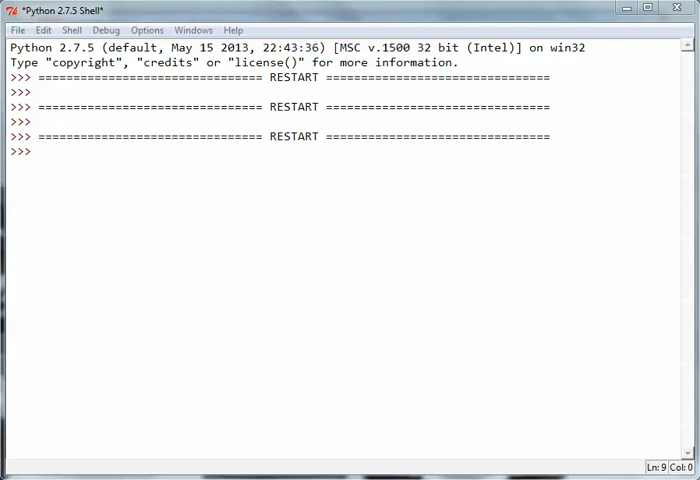 *Python 2.7.5 Shell*
File Edit Shell Debug Options Windows Help
Python 2.7.5 (default, May 15 2013, 22:43:36) [MSC v.1500 32 bit (Intel)] on win32
Type "copyright", "credits" or "license()" for more information.
>>> ================================ RESTART ================================
>>>
>>> ================================ RESTART ================================
>>>
>>> ================================ RESTART ================================
>>>
Ln: 9 Col: 0